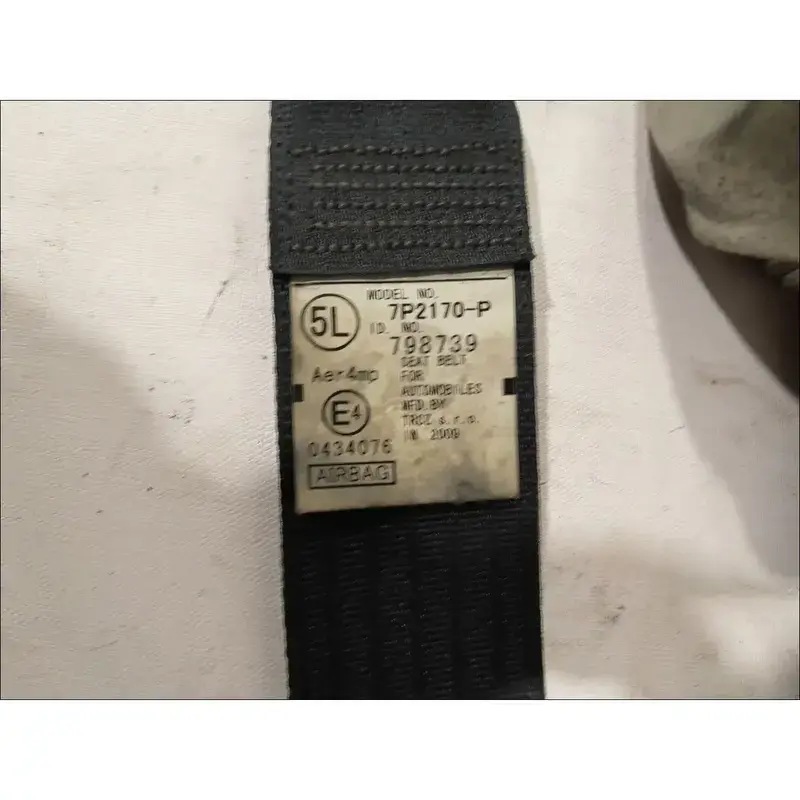 5L
MODEL NO.
7P2170-P
ID. NO.
798739
Aer4mp
E4
0434076
AIRBAG
SEAT BELT
FOR
AUTOMOBILES
MFD.BY
TRCZ s.r.o.
IN 2009